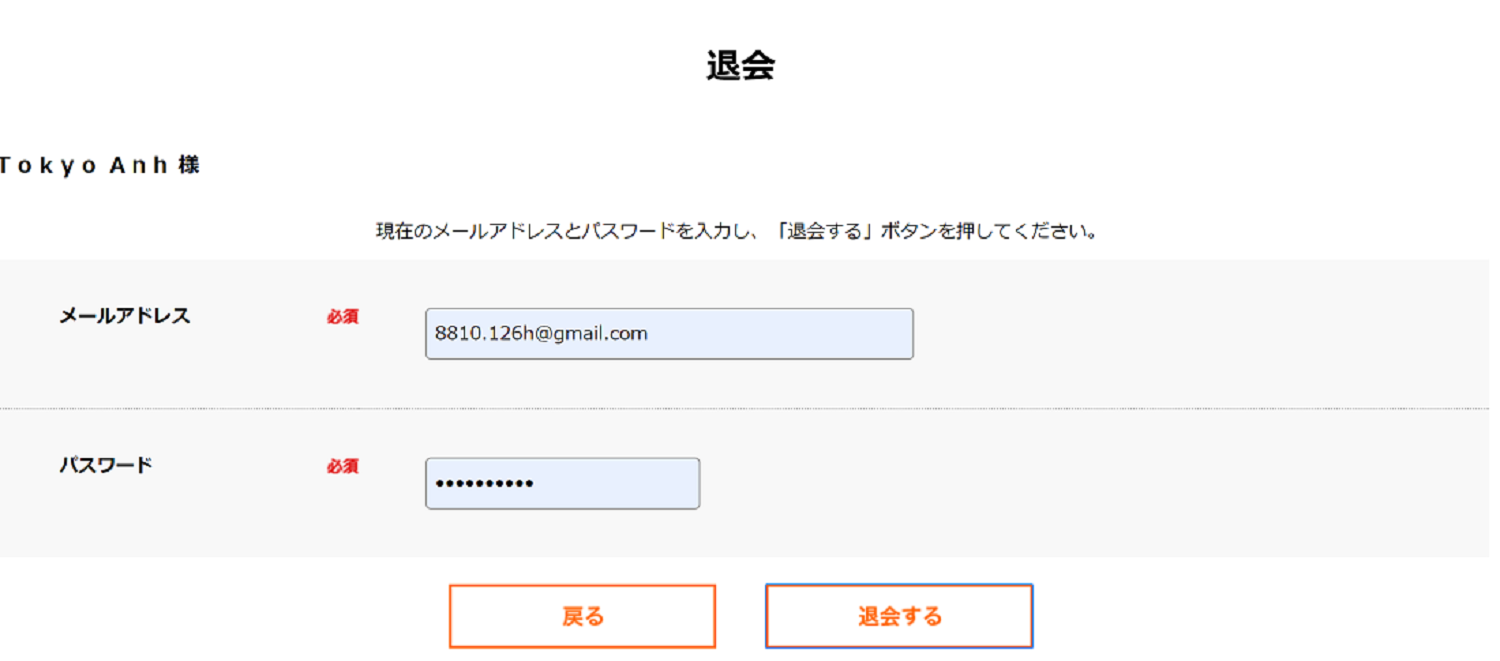 退会
Tokyo Anh 様
現在のメールアドレスとパスワードを入力し、「退会する」ボタンを押してください。
メールアドレス 必須 8810.126h@gmail.com
パスワード 必須 ••••••••••
戻る 退会する